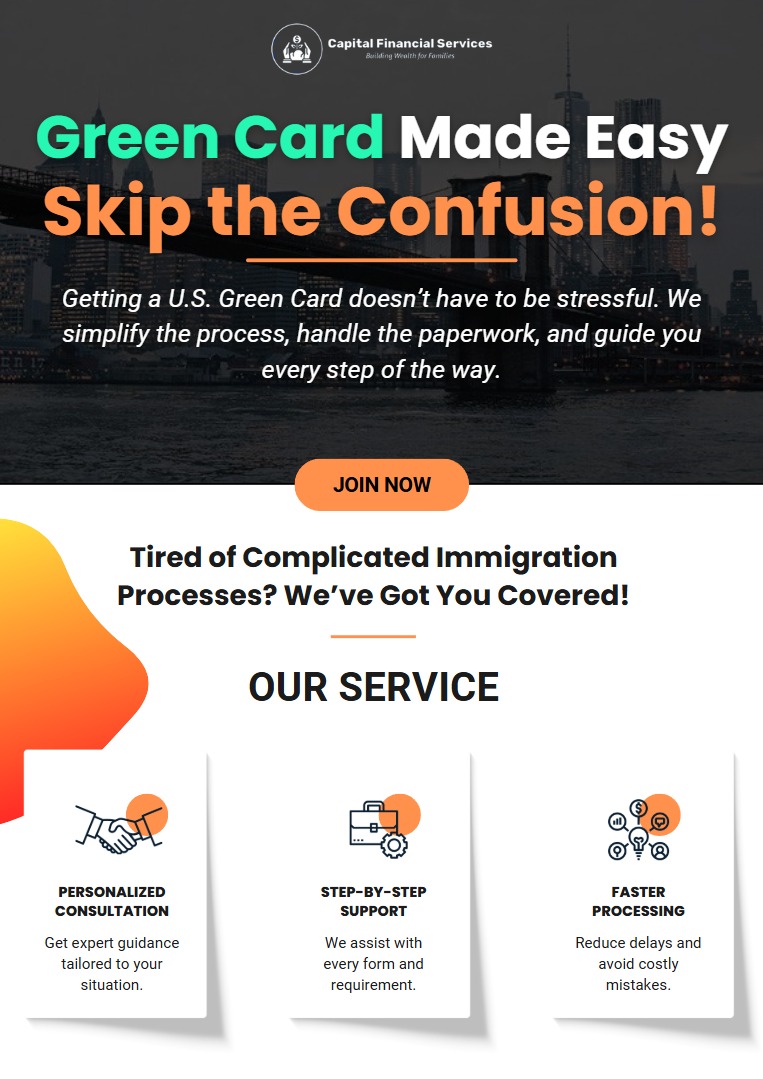 Capital Financial Services
Building Wealth for Families
Green Card Made Easy
Skip the Confusion!
Getting a U.S. Green Card doesn’t have to be stressful. We
simplify the process, handle the paperwork, and guide you
every step of the way.
JOIN NOW
Tired of Complicated Immigration
Processes? We’ve Got You Covered!
OUR SERVICE
PERSONALIZED
CONSULTATION
Get expert guidance
tailored to your
situation.
STEP-BY-STEP
SUPPORT
We assist with
every form and
requirement.
FASTER
PROCESSING
Reduce delays and
avoid costly
mistakes.